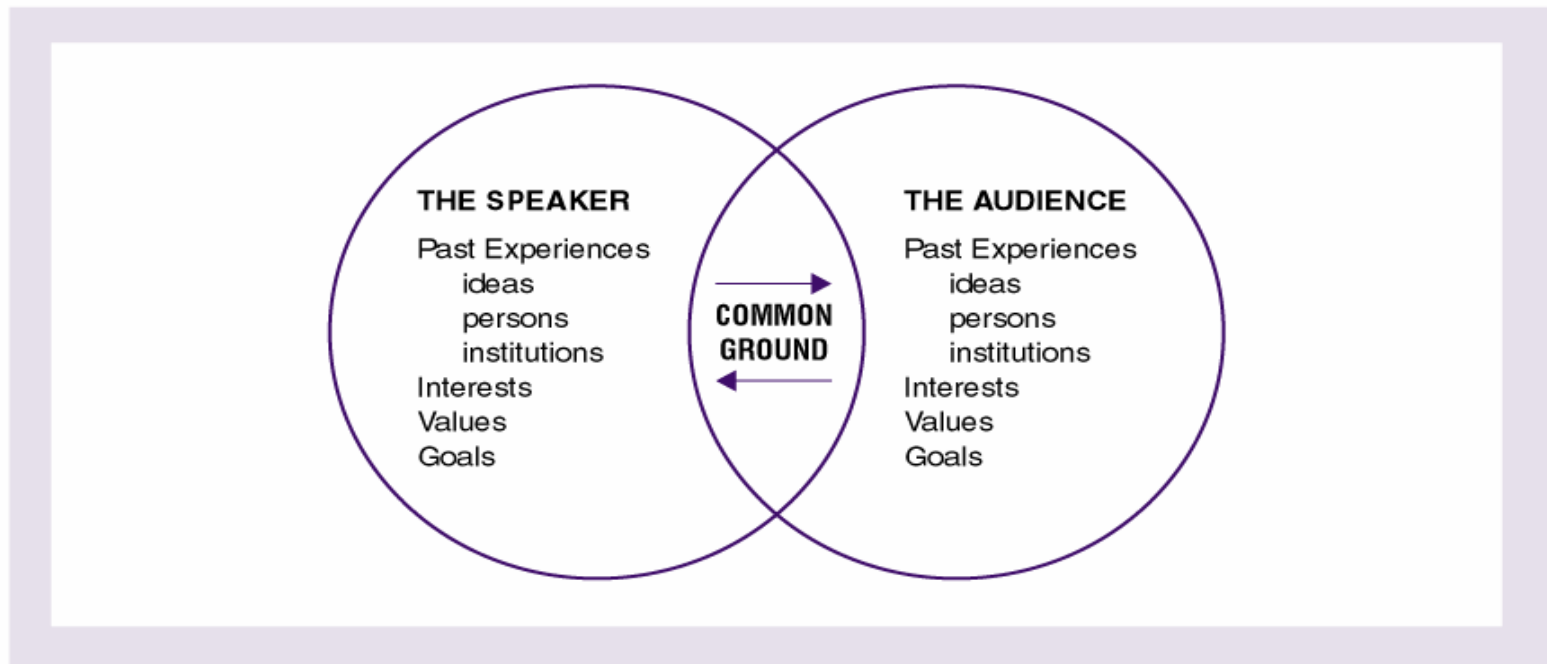 THE SPEAKER
Past Experiences
ideas
persons
institutions
Interests
Values
Goals
COMMON
GROUND
THE AUDIENCE
Past Experiences
ideas
persons
institutions
Interests
Values
Goals